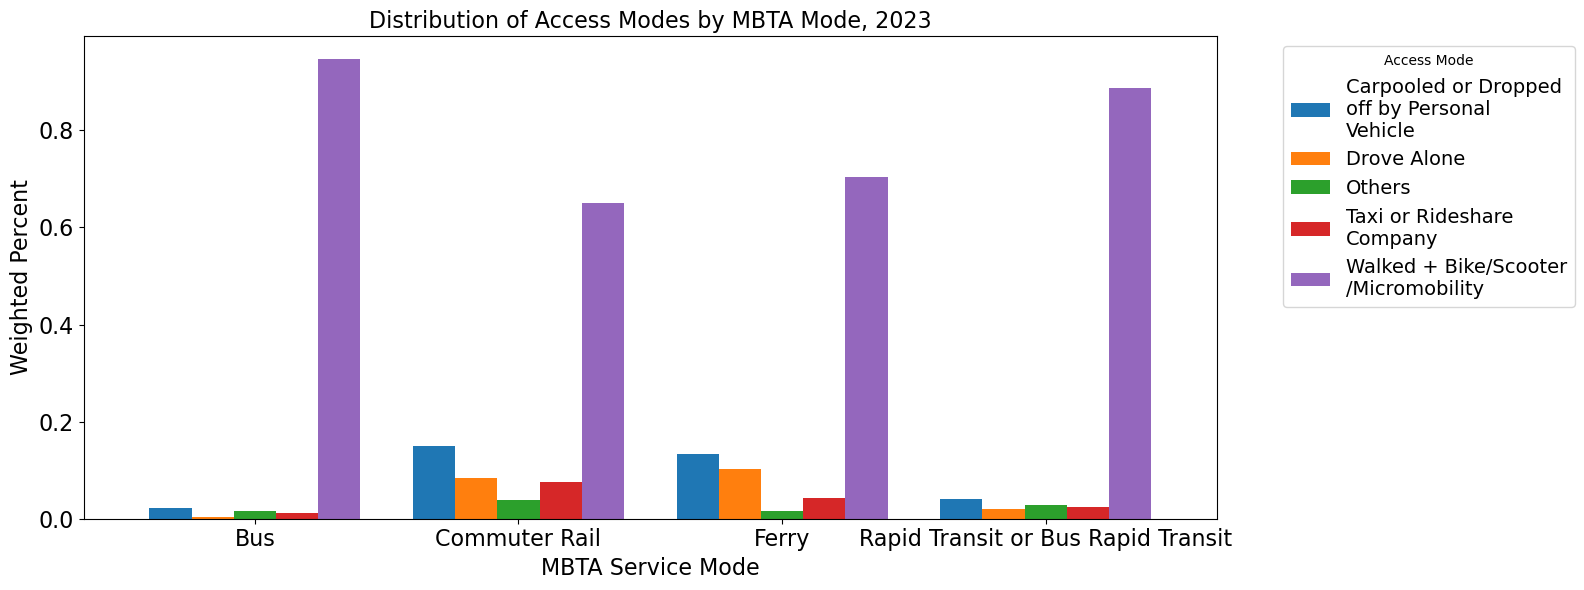 Distribution of Access Modes by MBTA Mode, 2023
Weighted Percent
0.8
0.6
0.4
0.2
0.0
Bus
Commuter Rail
Ferry
Rapid Transit or Bus Rapid Transit
MBTA Service Mode
Access Mode
Carpooled or Dropped
off by Personal
Vehicle
Drove Alone
Others
Taxi or Rideshare
Company
Walked + Bike/Scooter
/Micromobility